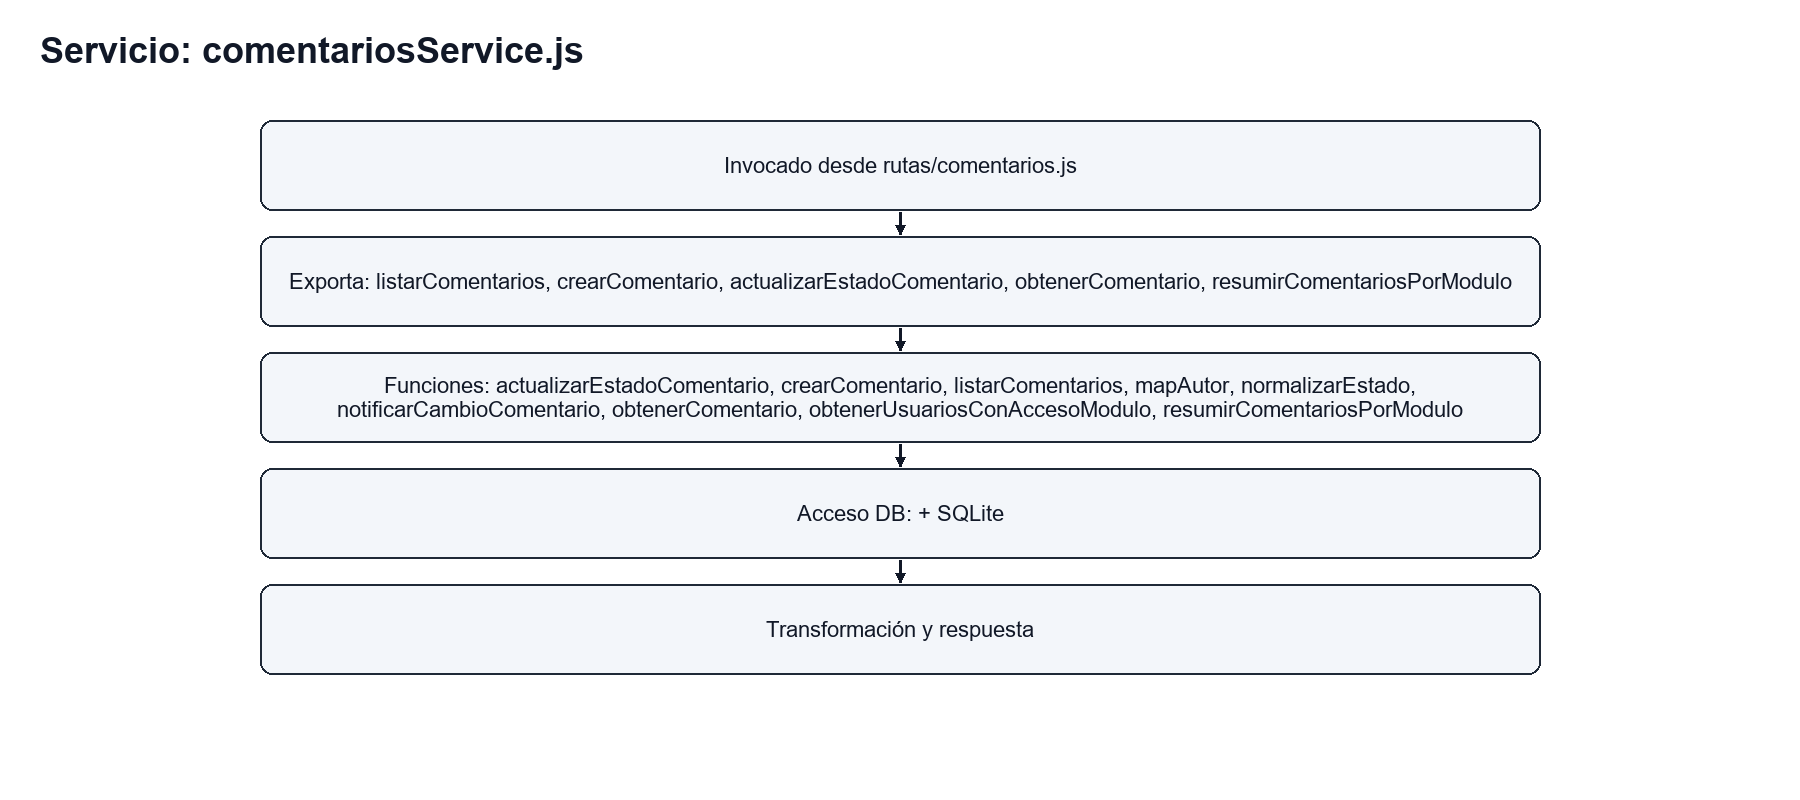 Servicio: comentariosService.js
Invocado desde rutas/comentarios.js
Exporta: listarComentarios, crearComentario, actualizarEstadoComentario, obtenerComentario, resumirComentariosPorModulo
Funciones: actualizarEstadoComentario, crearComentario, listarComentarios, mapAutor, normalizarEstado,
notificarCambioComentario, obtenerComentario, obtenerUsuariosConAccesoModulo, resumirComentariosPorModulo
Acceso DB: + SQLite
Transformación y respuesta